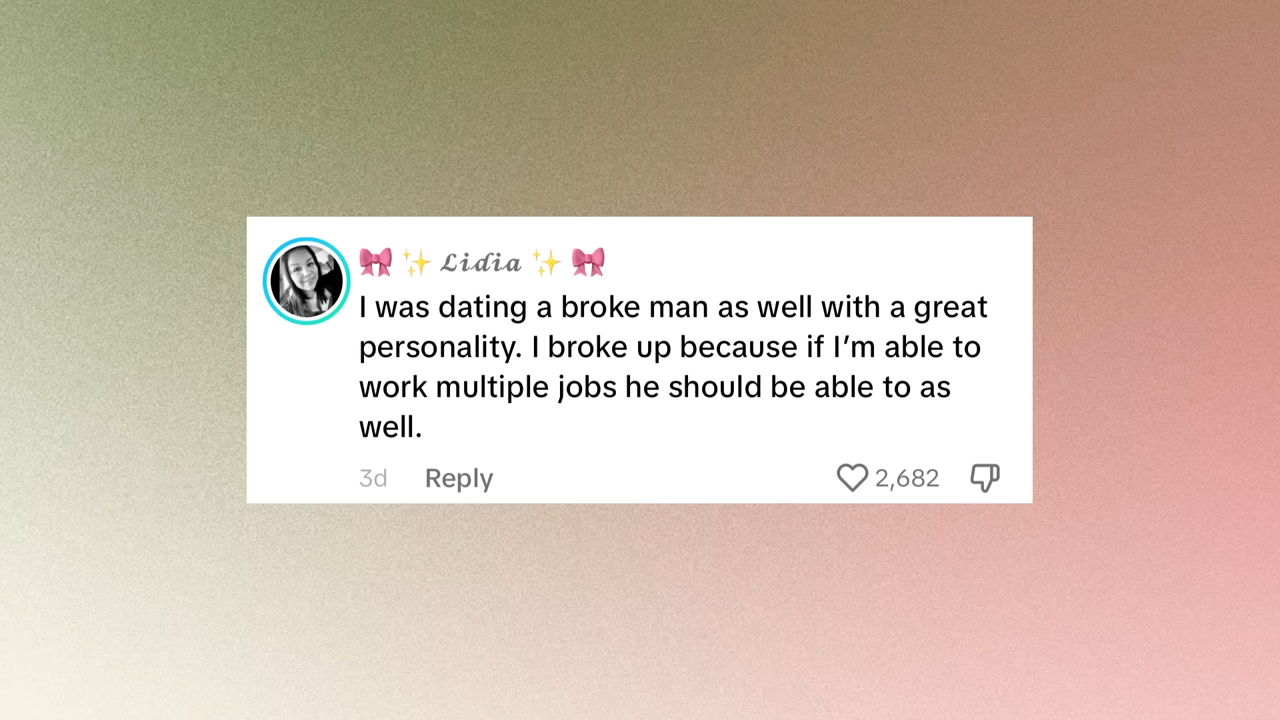 🎀 ✨ 𝓛𝓲𝓭𝓲𝓪 ✨ 🎀
I was dating a broke man as well with a great
personality. I broke up because if I’m able to
work multiple jobs he should be able to as
well.
3d Reply 2,682